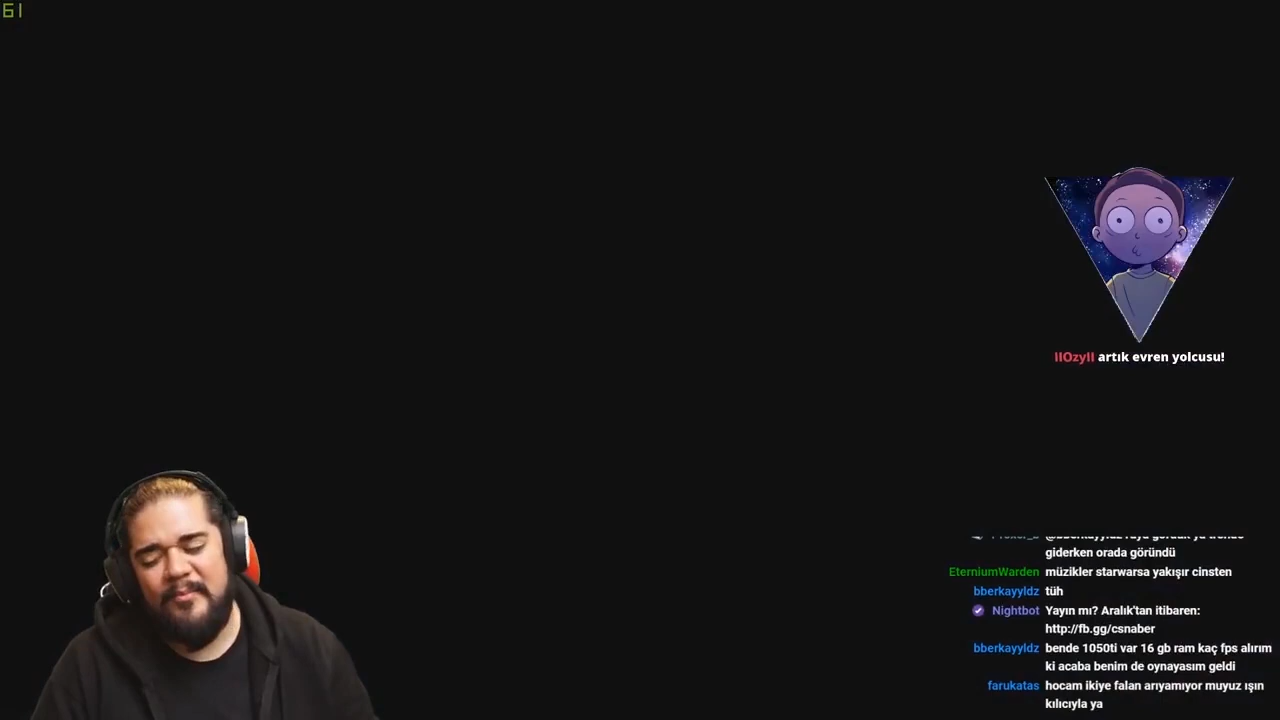 61
IIOzyII artık evren yolcusu!
giderken orada göründü
EterniumWarden müzikler starwarsa yakışır cinsten
bberkayyldz tüh
Nightbot Yayın mı? Aralık'tan itibaren:
http://fb.gg/csnaber
bberkayyldz bende 1050ti var 16 gb ram kaç fps alırım
ki acaba benim de oynayasım geldi
farukatas hocam ikiye falan arıyamıyor muyuz ışın
kılıcıyla ya